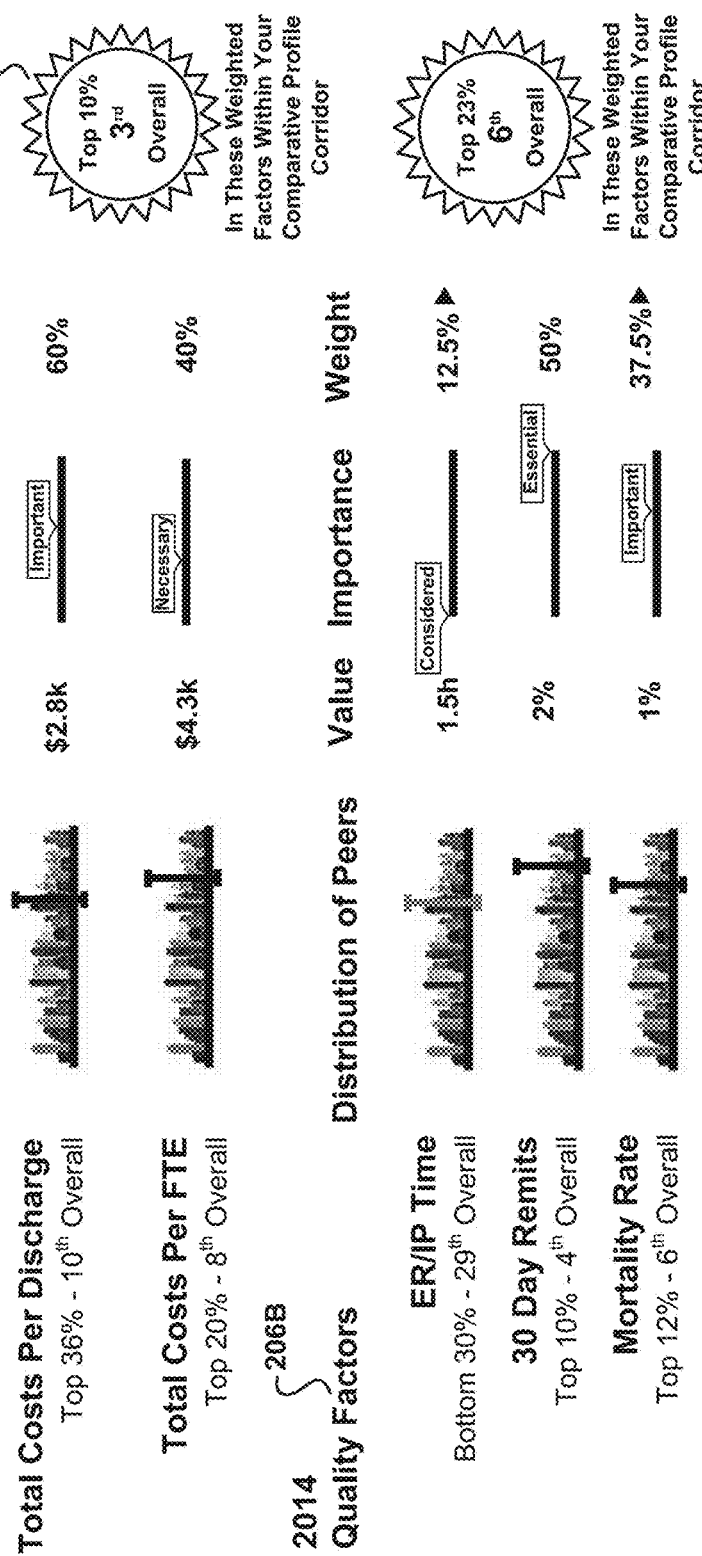 Total Costs Per Discharge
Top 36% - 10th Overall
$2.8k
Important
60%
Total Costs Per FTE
Top 20% - 8th Overall
$4.3k
Necessary
40%
Top 10%
3rd
Overall
In These Weighted
Factors Within Your
Comparative Profile
Corridor
206B
2014
Quality Factors
Distribution of Peers
Value
Importance
Weight
ER/IP Time
Bottom 30% - 29th Overall
1.5h
Considered
12.5%▲
30 Day Remits
Top 10% - 4th Overall
2%
Essential
50%
Mortality Rate
Top 12% - 6th Overall
1%
Important
37.5%▼
Top 23%
6th
Overall
In These Weighted
Factors Within Your
Comparative Profile
Corridor